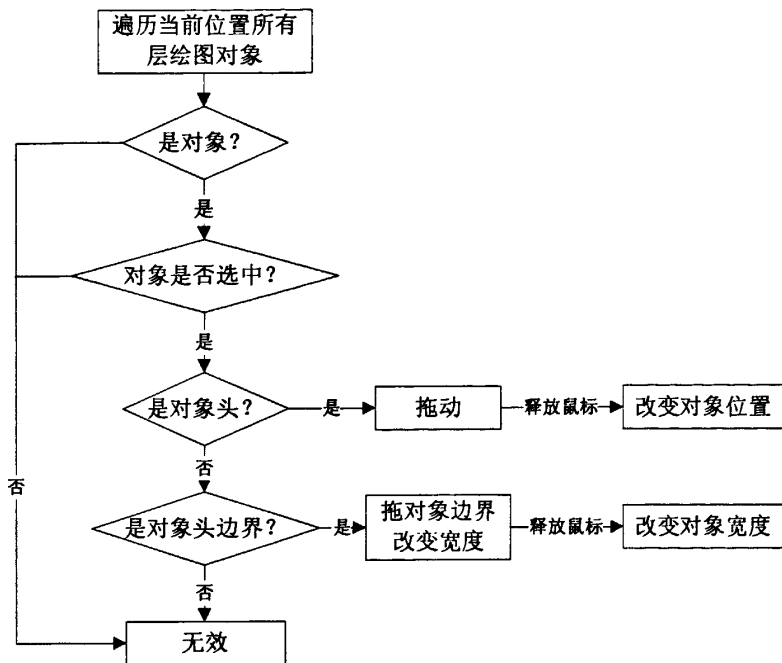 遍历当前位置所有
层绘图对象
是对象?
是
对象是否选中?
是
是对象头?
是
拖动
释放鼠标
改变对象位置
否
否
是对象头边界?
是
拖对象边界
改变宽度
释放鼠标
改变对象宽度
否
无效